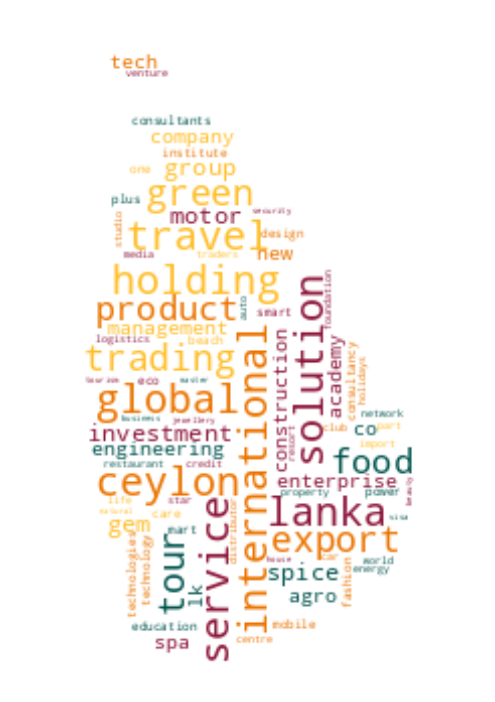 tech
venture
consultants
company
institute
one
group
plus
green
motor
security
studio
travel
design
media
traders
new
holding
solution
foundation
product
auto
smart
management
logistics
beach
international
construction
academy
consultancy
holidays
trading
tourism
eco
master
global
business
jewellery
network
investment
club
co
part
engineering
resort
import
restaurant
credit
food
ceylon
enterprise
property
power
beauty
life
star
service
lanka
visa
natural
care
distributor
gem
mart
export
technologies
technology
tour
house
car
world
energy
spice
fashion
lk
agro
education
mobile
spa
centre